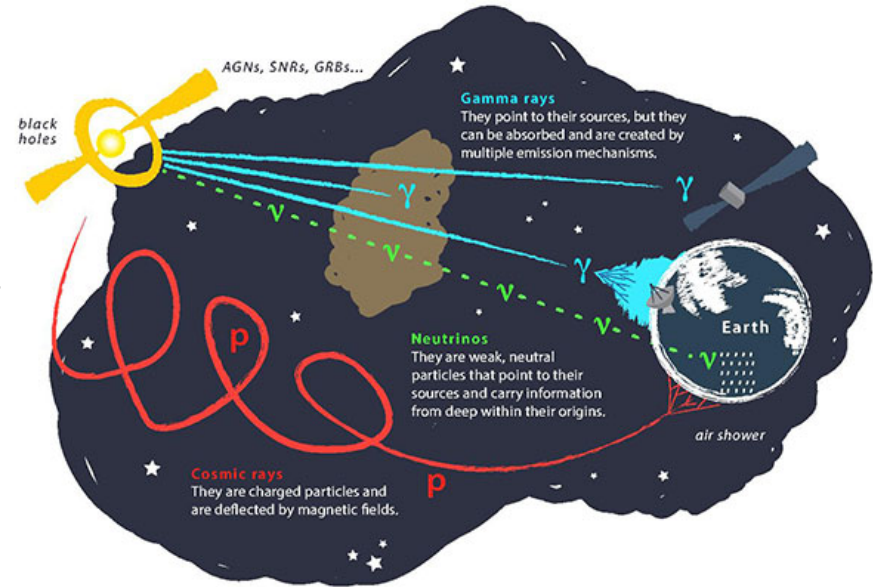 AGNs, SNRs, GRBs...
black
holes
Gamma rays
They point to their sources, but they
can be absorbed and are created by
multiple emission mechanisms.
γ
γ
ν
ν
γ
ν
ν
Earth
ν
p
Neutrinos
They are weak, neutral
particles that point to their
sources and carry information
from deep within their origins.
air shower
Cosmic rays
They are charged particles and
are deflected by magnetic fields.
p